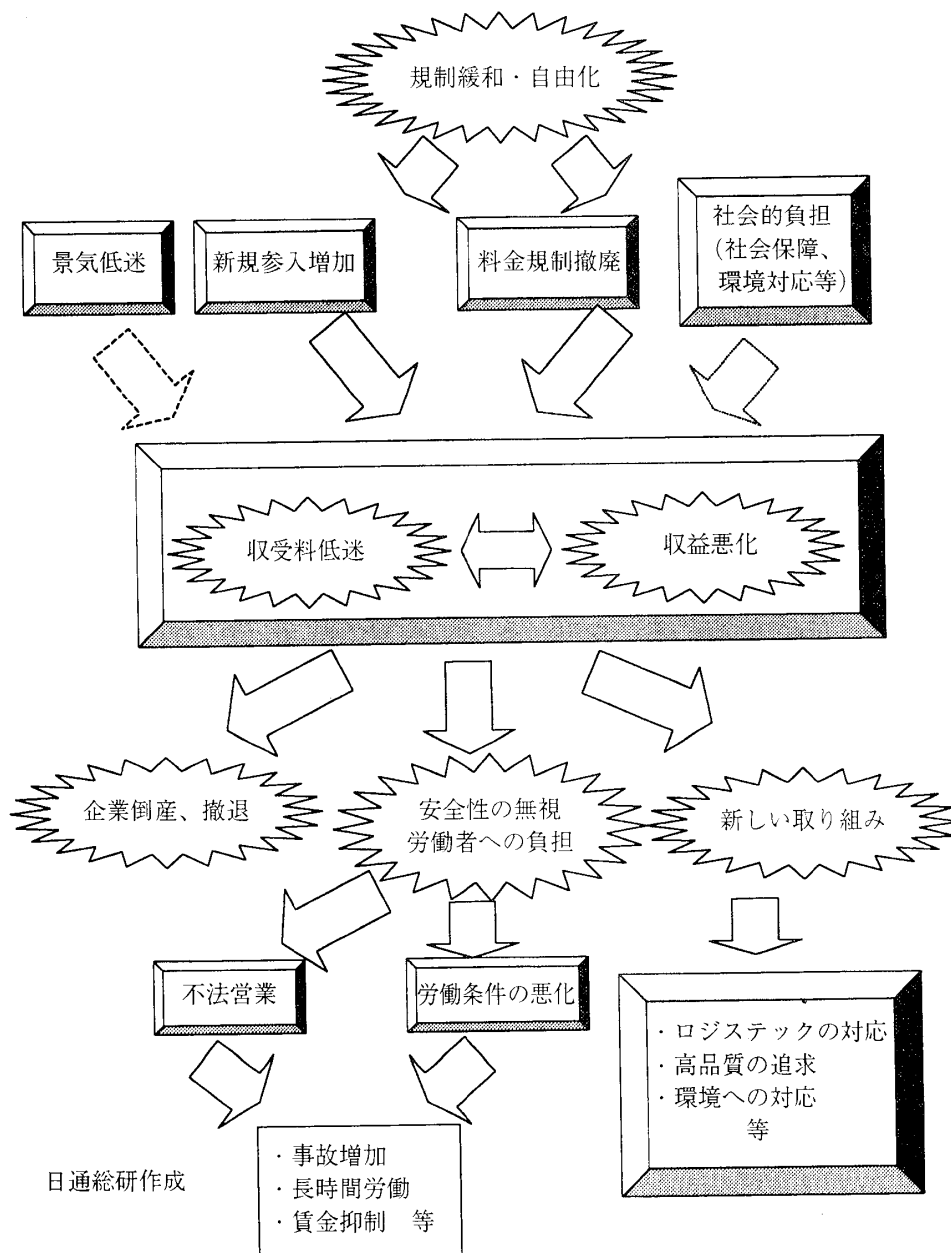 規制緩和・自由化
景気低迷
新規参入増加
料金規制撤廃
社会的負担
(社会保障、
環境対応等)
収受料低迷
収益悪化
企業倒産、撤退
安全性の無視
労働者への負担
新しい取り組み
不法営業
労働条件の悪化
・ロジステックの対応
・高品質の追求
・環境への対応
等
・事故増加
・長時間労働
・賃金抑制 等
日通総研作成